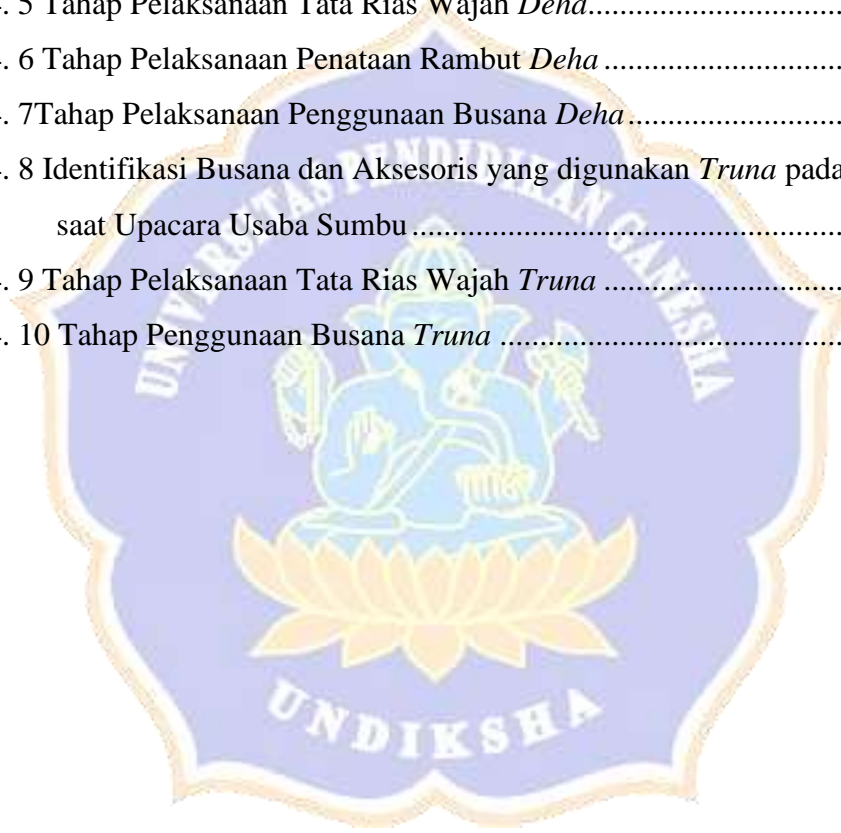 . 5 Tahap Pelaksanaan Tata Rias Wajah Deha..............................
. 6 Tahap Pelaksanaan Penataan Rambut Deha ..............................
. 7Tahap Pelaksanaan Penggunaan Busana Deha..............................
. 8 Identifikasi Busana dan Aksesoris yang digunakan Truna pada
saat Upacara Usaba Sumbu ......................................................
. 9 Tahap Pelaksanaan Tata Rias Wajah Truna ..............................
. 10 Tahap Penggunaan Busana Truna ...........................................
UNIVERSITAS PENDIDIKAN GANESHA
UNDIKSHA